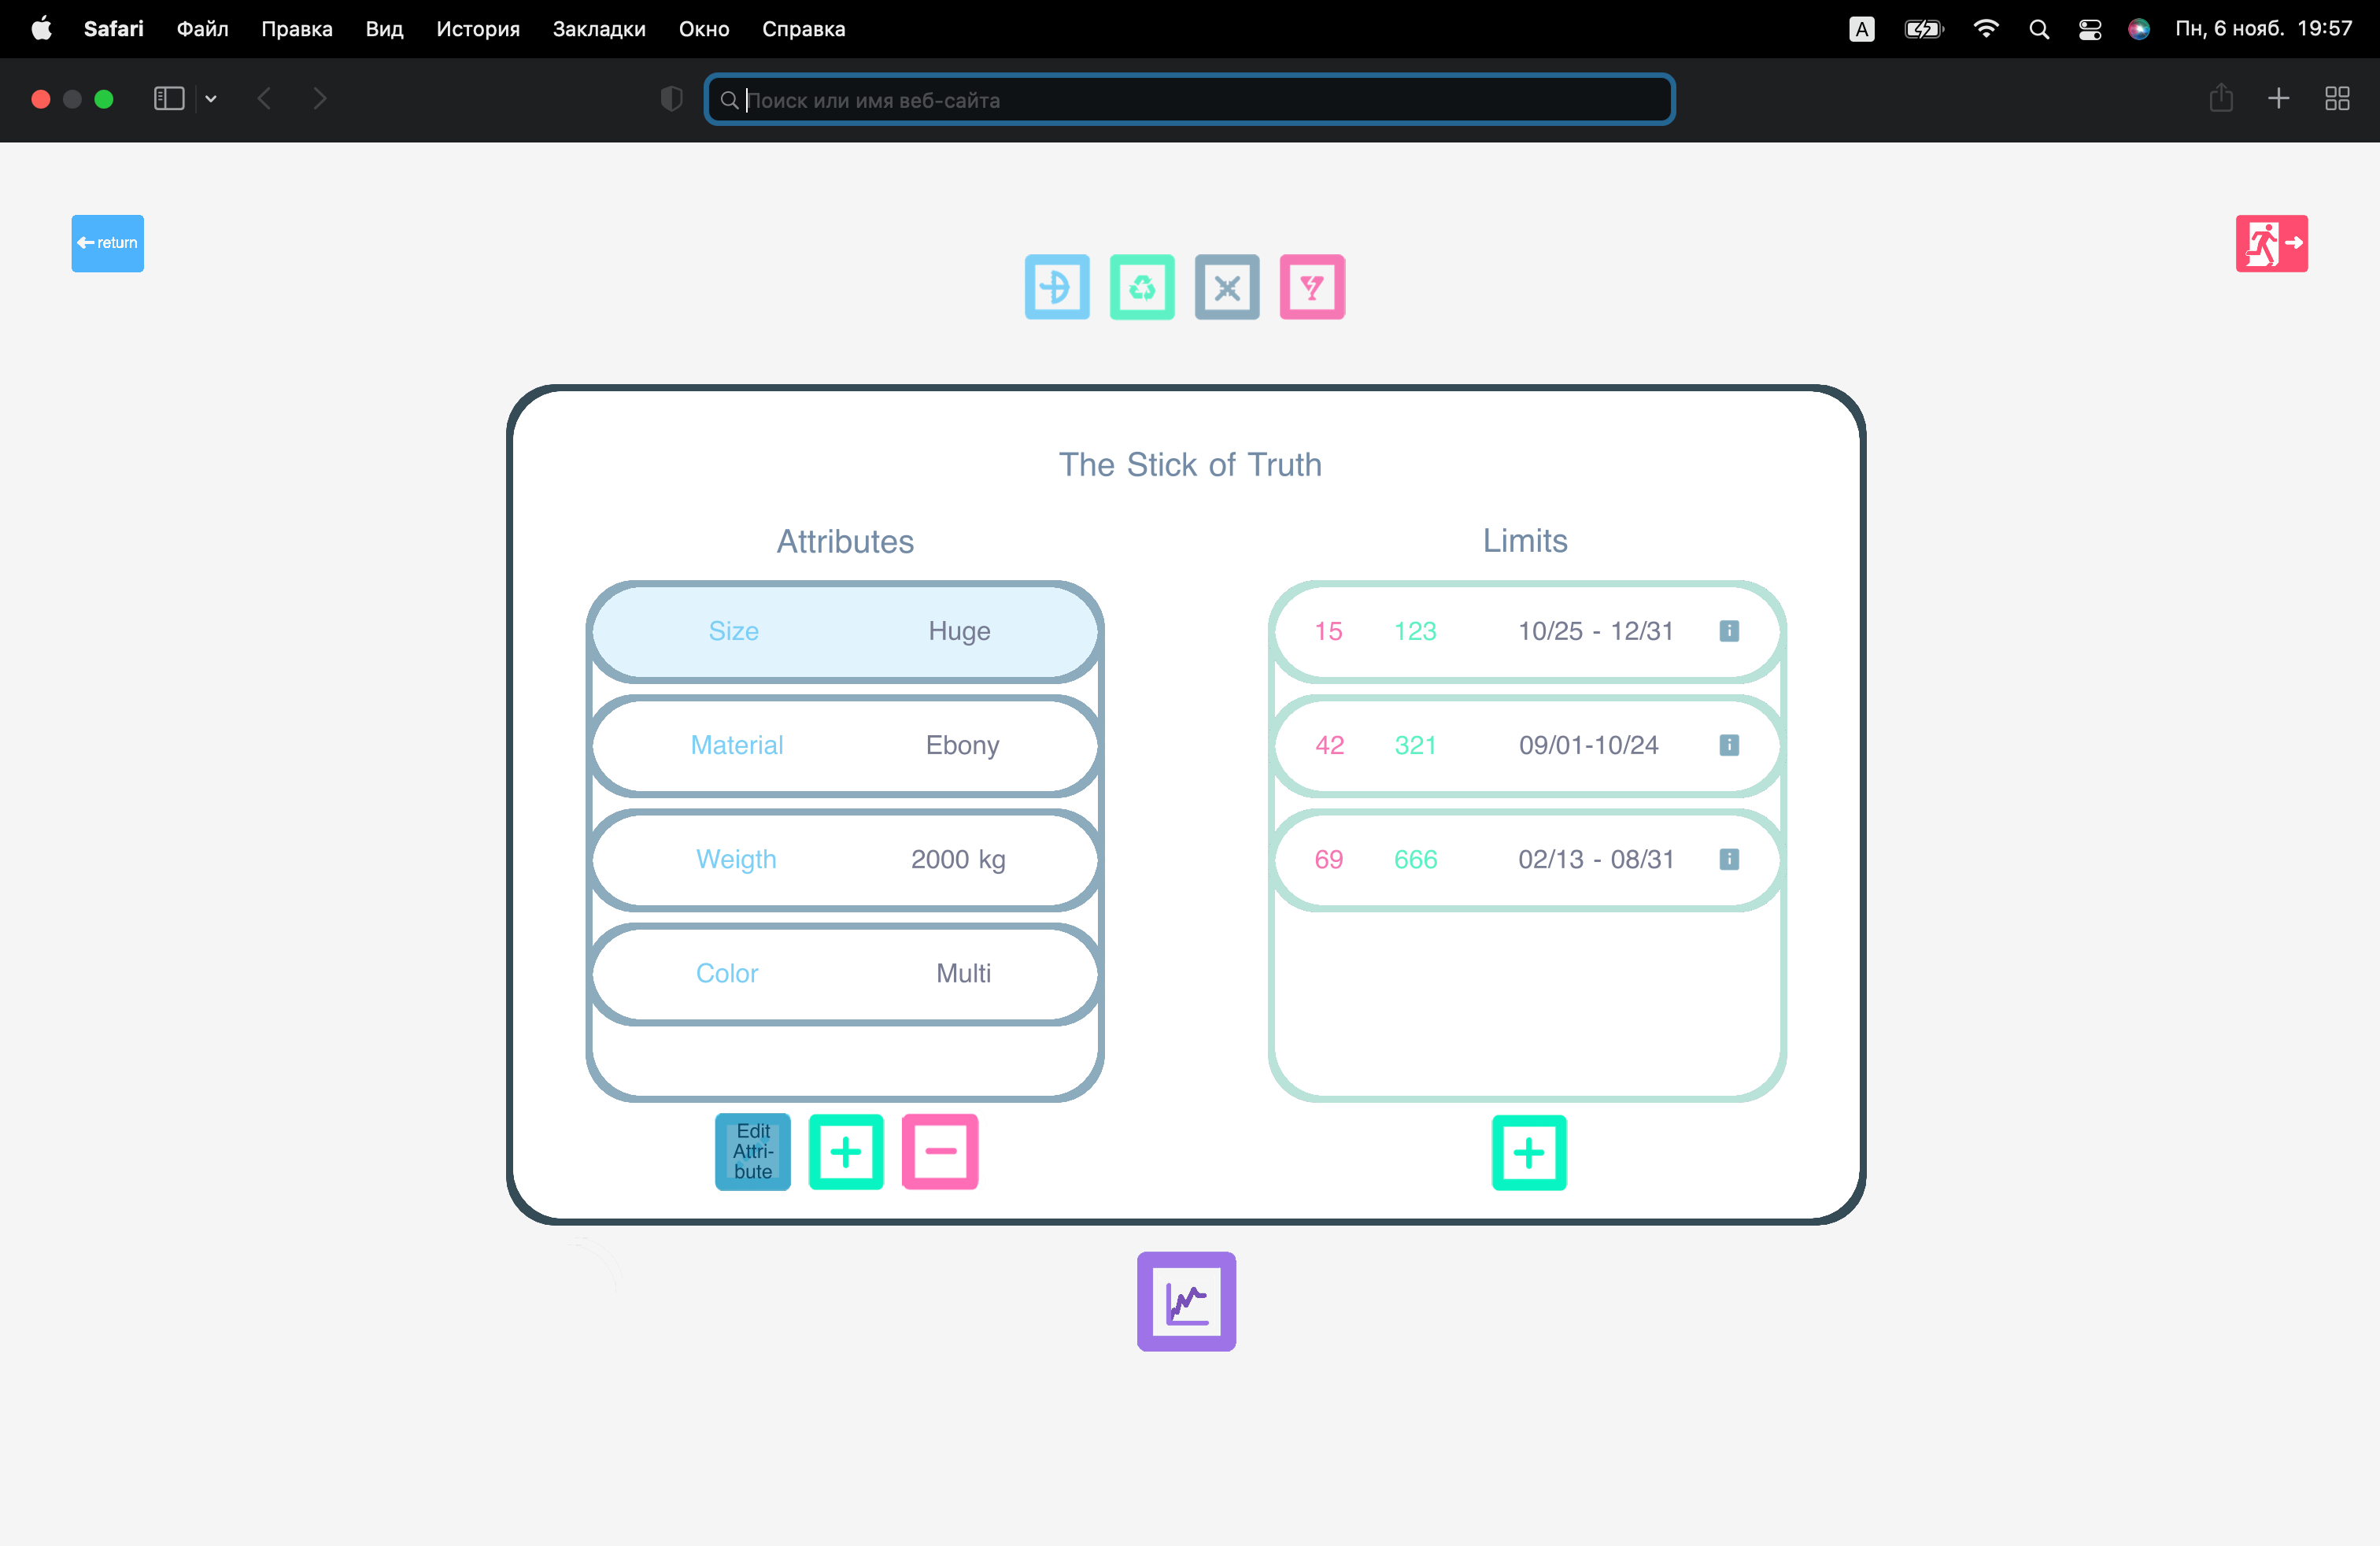 Safari Файл Правка Вид История Закладки Окно Справка A Пн, 6 нояб. 19:57
Поиск или имя веб-сайта
return
The Stick of Truth
Attributes
Size Huge
Material Ebony
Weigth 2000 kg
Color Multi
Edit
Attri-
bute
Limits
15 123 10/25 - 12/31
42 321 09/01-10/24
69 666 02/13 - 08/31